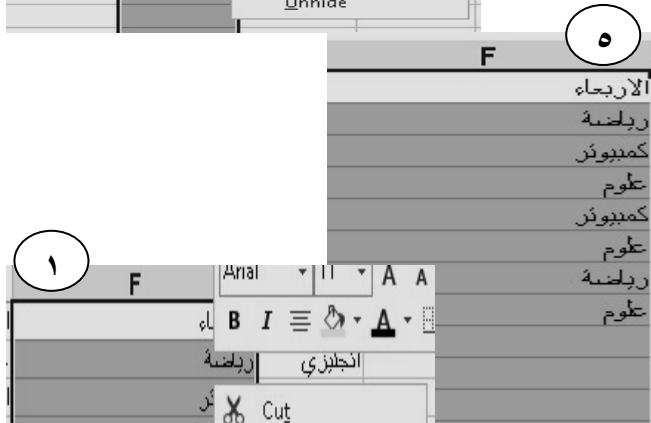 Unhide
٥
F
الاربعاء
رياضة
كمبيوتر
علوم
كمبيوتر
علوم
رياضة
علوم
١
F
Arial 11 A A
B I A
رياضة انجليزي
Cut